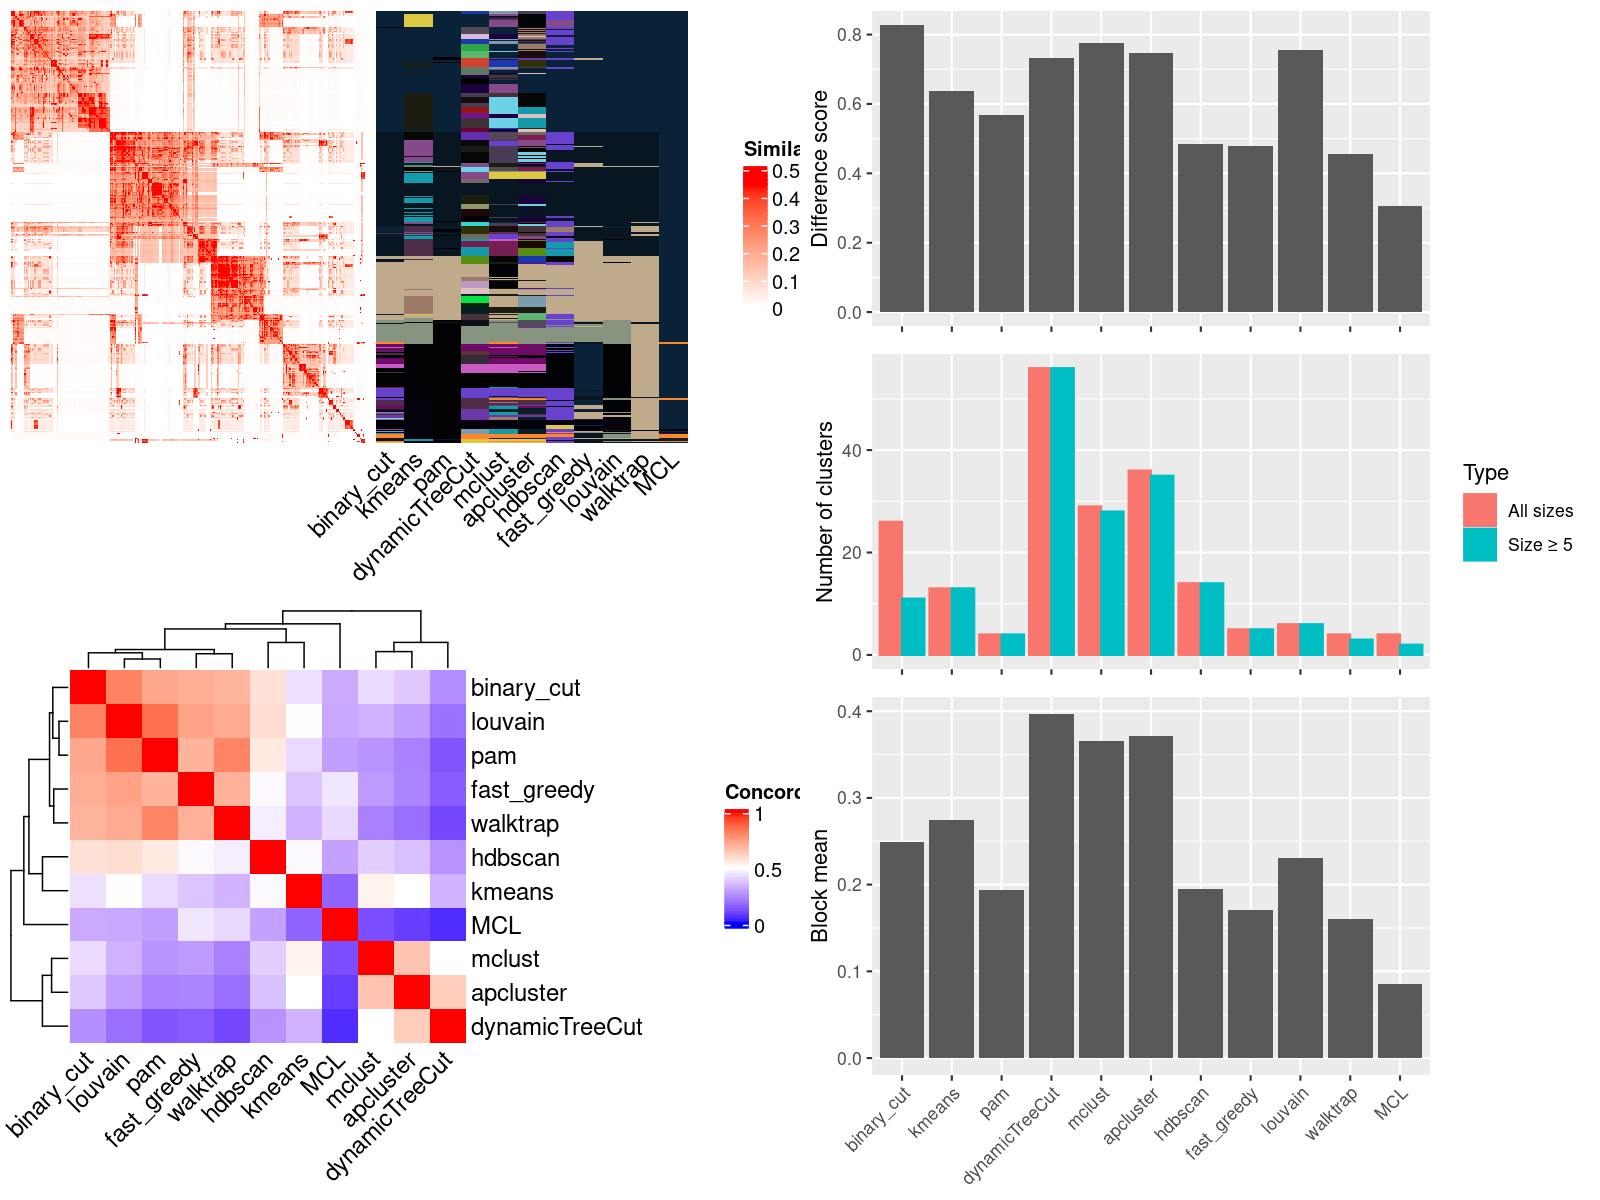 Simila
0.5
0.4
0.3
0.2
0.1
0
binary_cut
kmeans
pam
dynamicTreeCut
mclust
apcluster
hdbscan
fast_greedy
louvain
walktrap
MCL
binary_cut
louvain
pam
fast_greedy
walktrap
hdbscan
kmeans
MCL
mclust
apcluster
dynamicTreeCut
binary_cut
louvain
pam
fast_greedy
walktrap
hdbscan
kmeans
MCL
mclust
apcluster
dynamicTreeCut
Concord
1
0.5
0
Difference score
0.8
0.6
0.4
0.2
0.0
Number of clusters
40
20
0
Type
All sizes
Size ≥ 5
Block mean
0.4
0.3
0.2
0.1
0.0
binary_cut
kmeans
pam
dynamicTreeCut
mclust
apcluster
hdbscan
fast_greedy
louvain
walktrap
MCL